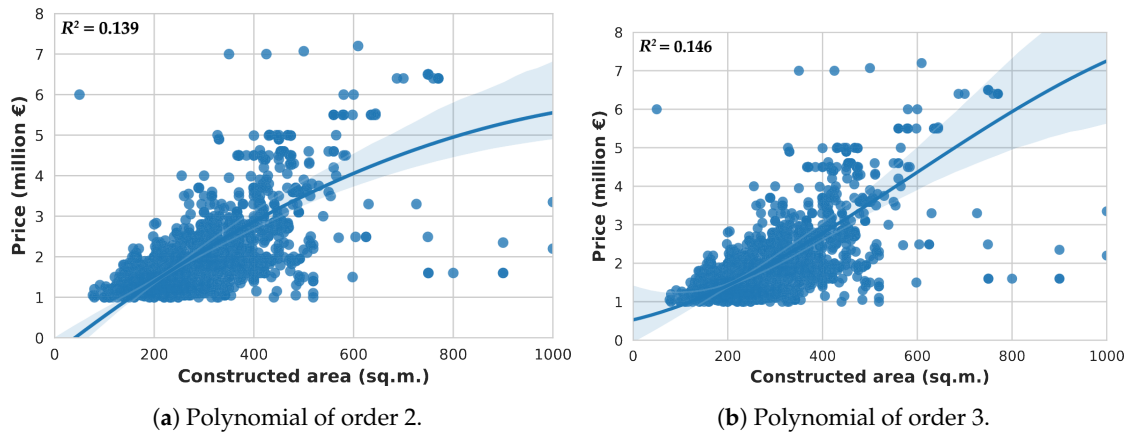 R² = 0.139
8
7
6
5
4
3
2
1
0
Price (million €)
0 200 400 600 800 1000
Constructed area (sq.m.)
(a) Polynomial of order 2.
R² = 0.146
8
7
6
5
4
3
2
1
0
Price (million €)
0 200 400 600 800 1000
Constructed area (sq.m.)
(b) Polynomial of order 3.